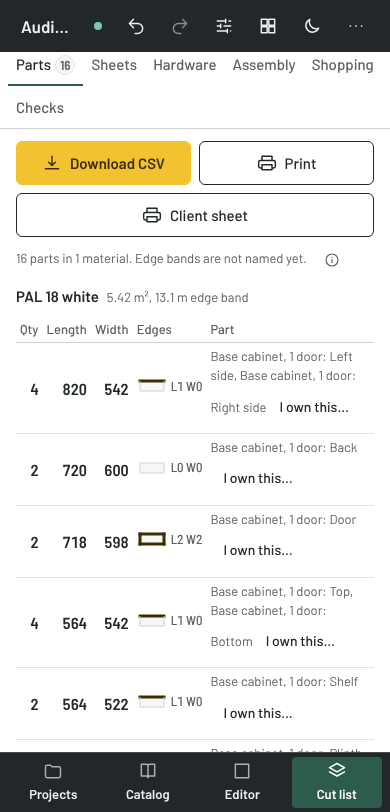 Audi...
Parts 16 Sheets Hardware Assembly Shopping
Checks
Download CSV Print
Client sheet
16 parts in 1 material. Edge bands are not named yet.
PAL 18 white 5.42 m², 13.1 m edge band
Qty Length Width Edges Part
4 820 542 L1 W0 Base cabinet, 1 door: Left
side, Base cabinet, 1 door:
Right side I own this...
2 720 600 L0 W0 Base cabinet, 1 door: Back
I own this...
2 718 598 L2 W2 Base cabinet, 1 door: Door
I own this...
4 564 542 L1 W0 Base cabinet, 1 door: Top,
Base cabinet, 1 door:
Bottom I own this...
2 564 522 L1 W0 Base cabinet, 1 door: Shelf
I own this...
Base cabinet, 1 door: Plinth
Projects Catalog Editor Cut list